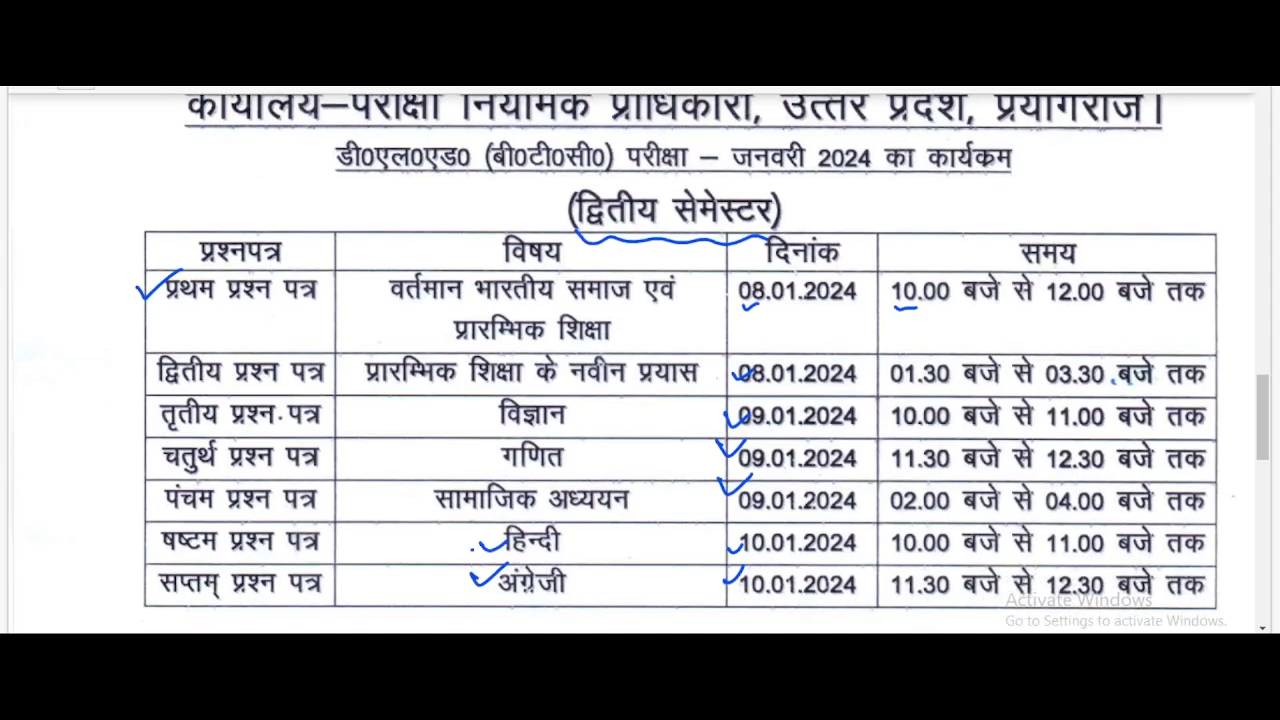 कार्यालय–परीक्षा नियामक प्राधिकारी, उत्तर प्रदेश, प्रयागराज।
डी0एल0एड0 (बी0टी0सी0) परीक्षा – जनवरी 2024 का कार्यक्रम
(द्वितीय सेमेस्टर)
प्रश्नपत्र विषय दिनांक समय
प्रथम प्रश्न पत्र वर्तमान भारतीय समाज एवं 08.01.2024 10.00 बजे से 12.00 बजे तक
प्रारम्भिक शिक्षा
द्वितीय प्रश्न पत्र प्रारम्भिक शिक्षा के नवीन प्रयास 08.01.2024 01.30 बजे से 03.30 बजे तक
तृतीय प्रश्न पत्र विज्ञान 09.01.2024 10.00 बजे से 11.00 बजे तक
चतुर्थ प्रश्न पत्र गणित 09.01.2024 11.30 बजे से 12.30 बजे तक
पंचम प्रश्न पत्र सामाजिक अध्ययन 09.01.2024 02.00 बजे से 04.00 बजे तक
षष्टम प्रश्न पत्र हिन्दी 10.01.2024 10.00 बजे से 11.00 बजे तक
सप्तम् प्रश्न पत्र अंग्रेजी 10.01.2024 11.30 बजे से 12.30 बजे तक
Activate Windows
Go to Settings to activate Windows.